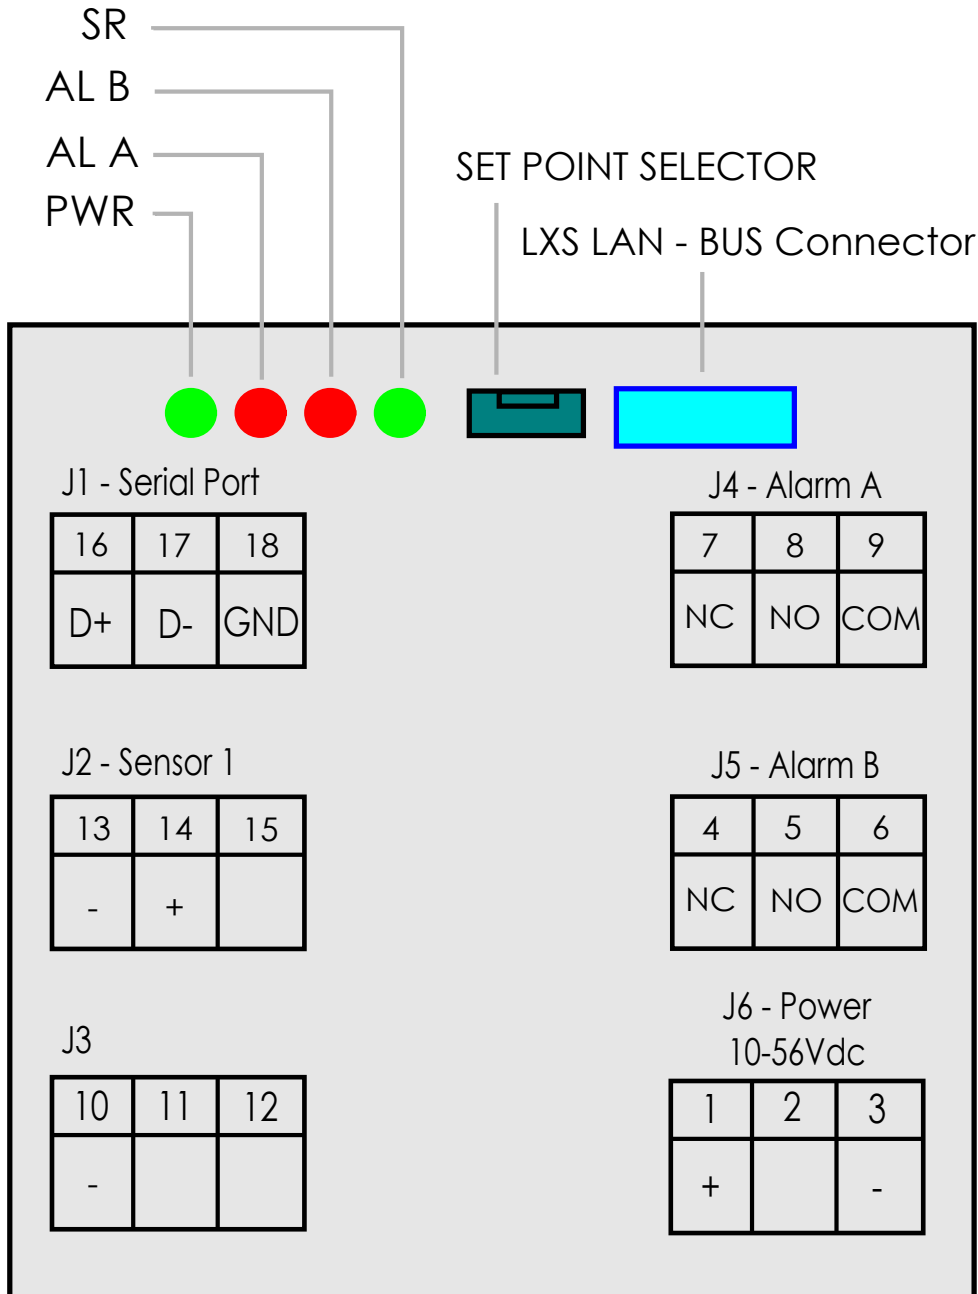 SR
AL B
AL A
PWR
SET POINT SELECTOR
LXS LAN - BUS Connector
J1 - Serial Port
16 17 18
D+ D- GND
J4 - Alarm A
7 8 9
NC NO COM
J2 - Sensor 1
13 14 15
- +
J5 - Alarm B
4 5 6
NC NO COM
J3
10 11 12
-
J6 - Power
10-56Vdc
1 2 3
+ -